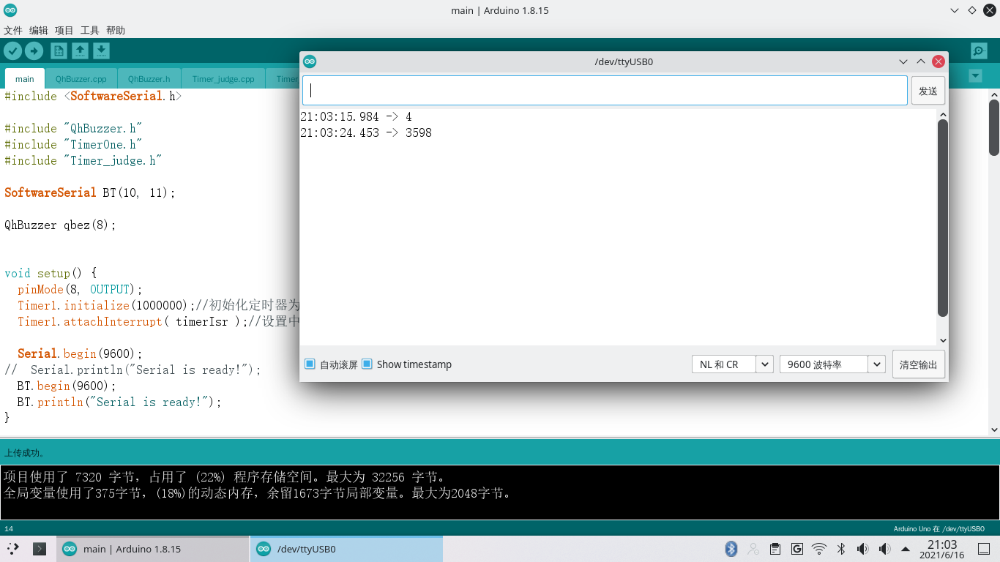 main | Arduino 1.8.15
文件 编辑 项目 工具 帮助
main QhBuzzer.cpp QhBuzzer.h Timer_judge.cpp Timer
#include <SoftwareSerial.h>
#include "QhBuzzer.h"
#include "TimerOne.h"
#include "Timer_judge.h"
SoftwareSerial BT(10, 11);
QhBuzzer qbez(8);
void setup() {
pinMode(8, OUTPUT);
Timer1.initialize(1000000);//初始化定时器为
Timer1.attachInterrupt( timerIsr );//设置中
Serial.begin(9600);
//  Serial.println("Serial is ready!");
BT.begin(9600);
BT.println("Serial is ready!");
}
/dev/ttyUSB0
发送
21:03:15.984 -> 4
21:03:24.453 -> 3598
自动滚屏 Show timestamp NL 和 CR 9600 波特率 清空输出
上传成功。
项目使用了 7320 字节，占用了 (22%) 程序存储空间。最大为 32256 字节。
全局变量使用了375字节，(18%)的动态内存，余留1673字节局部变量。最大为2048字节。
14 Arduino Uno 在 /dev/ttyUSB0
main | Arduino 1.8.15 /dev/ttyUSB0 21:03
2021/6/16